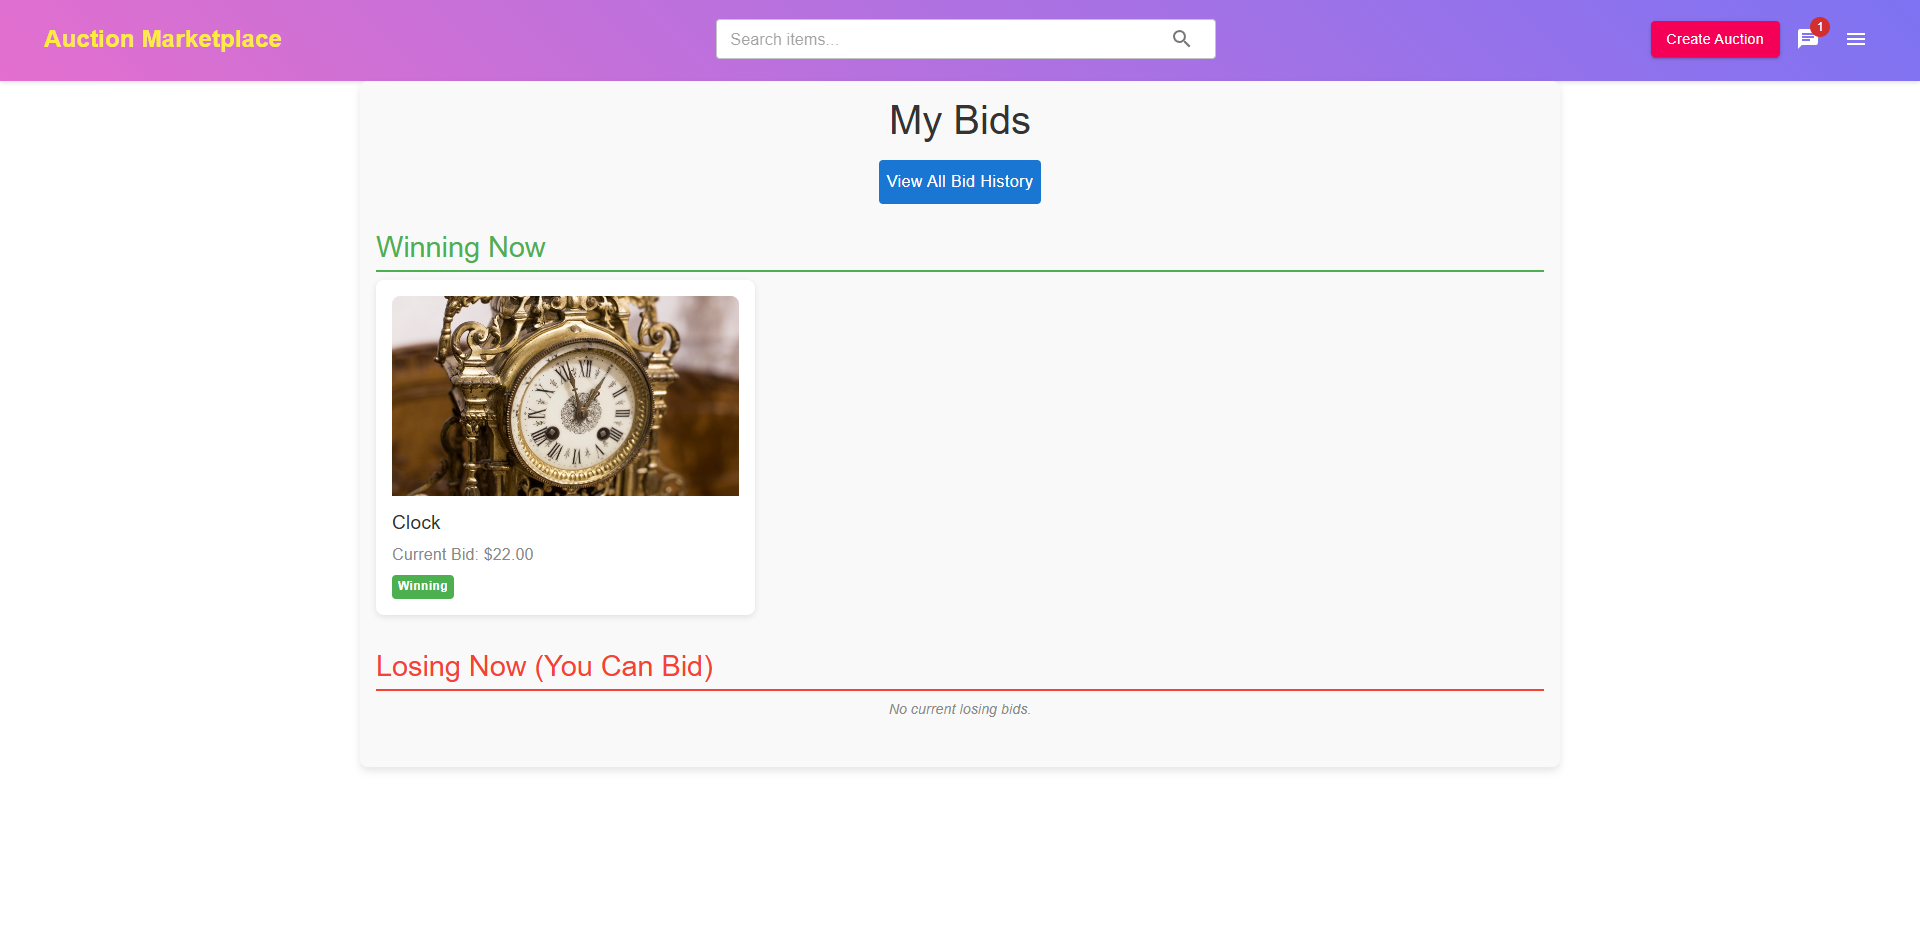 Auction Marketplace
Search items...
Create Auction
1
My Bids
View All Bid History
Winning Now
Clock
Current Bid: $22.00
Winning
Losing Now (You Can Bid)
No current losing bids.